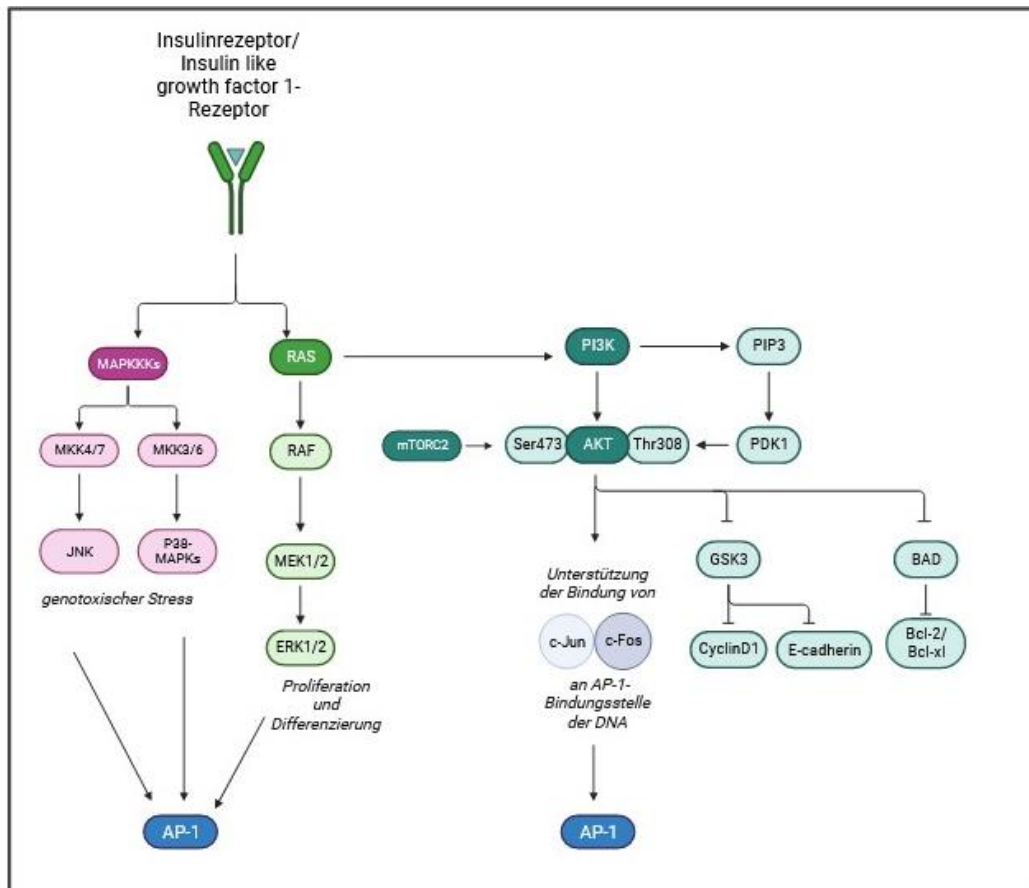 Insulinrezeptor/
Insulin like
growth factor 1-
Rezeptor
MAPKKKs
RAS
PI3K
PIP3
MKK4/7
MKK3/6
RAF
mTORC2
Ser473
AKT
Thr308
PDK1
JNK
P38-
MAPKs
MEK1/2
Unterstützung
der Bindung von
GSK3
BAD
genotoxischer Stress
ERK1/2
c-Jun
c-Fos
CyclinD1
E-cadherin
Bcl-2/
Bcl-xl
Proliferation
und
Differenzierung
an AP-1-
Bindungsstelle
der DNA
AP-1
AP-1